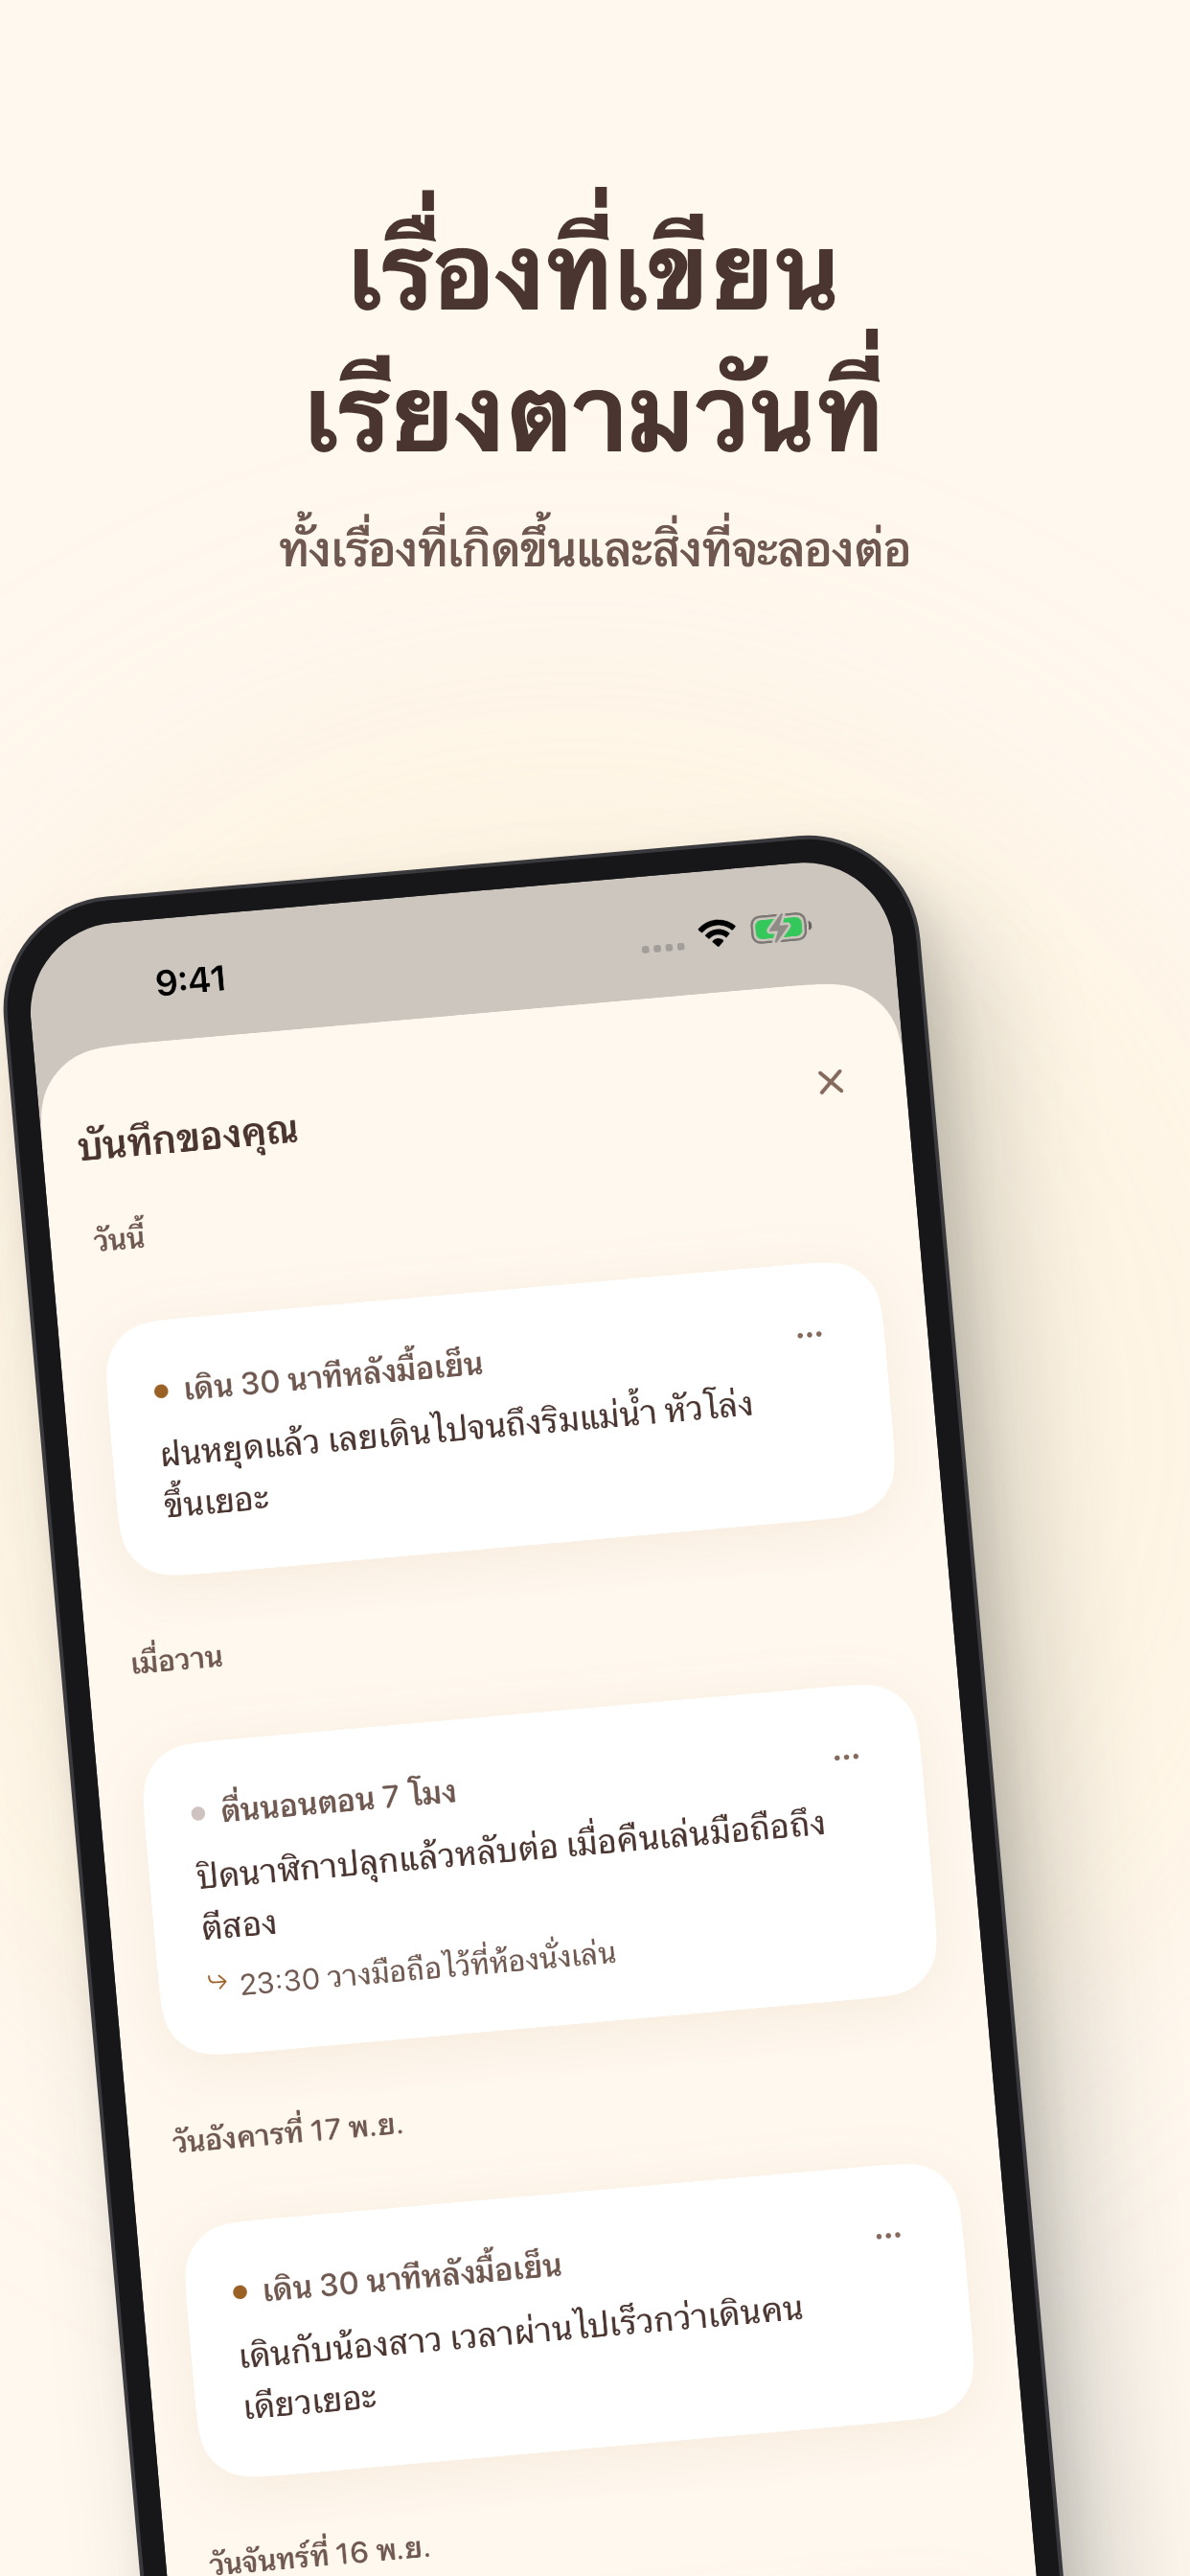 เรื่องที่เขียน
เรียงตามวันที่
ทั้งเรื่องที่เกิดขึ้นและสิ่งที่จะลองต่อ
9:41
บันทึกของคุณ
วันนี้
เดิน 30 นาทีหลังมื้อเย็น
ฝนหยุดแล้ว เลยเดินไปจนถึงริมแม่น้ำ หัวโล่ง
ขึ้นเยอะ
เมื่อวาน
ตื่นนอนตอน 7 โมง
ปิดนาฬิกาปลุกแล้วหลับต่อ เมื่อคืนเล่นมือถือถึง
ตีสอง
23:30 วางมือถือไว้ที่ห้องนั่งเล่น
วันอังคารที่ 17 พ.ย.
เดิน 30 นาทีหลังมื้อเย็น
เดินกับน้องสาว เวลาผ่านไปเร็วกว่าเดินคน
เดียวเยอะ
วันจันทร์ที่ 16 พ.ย.